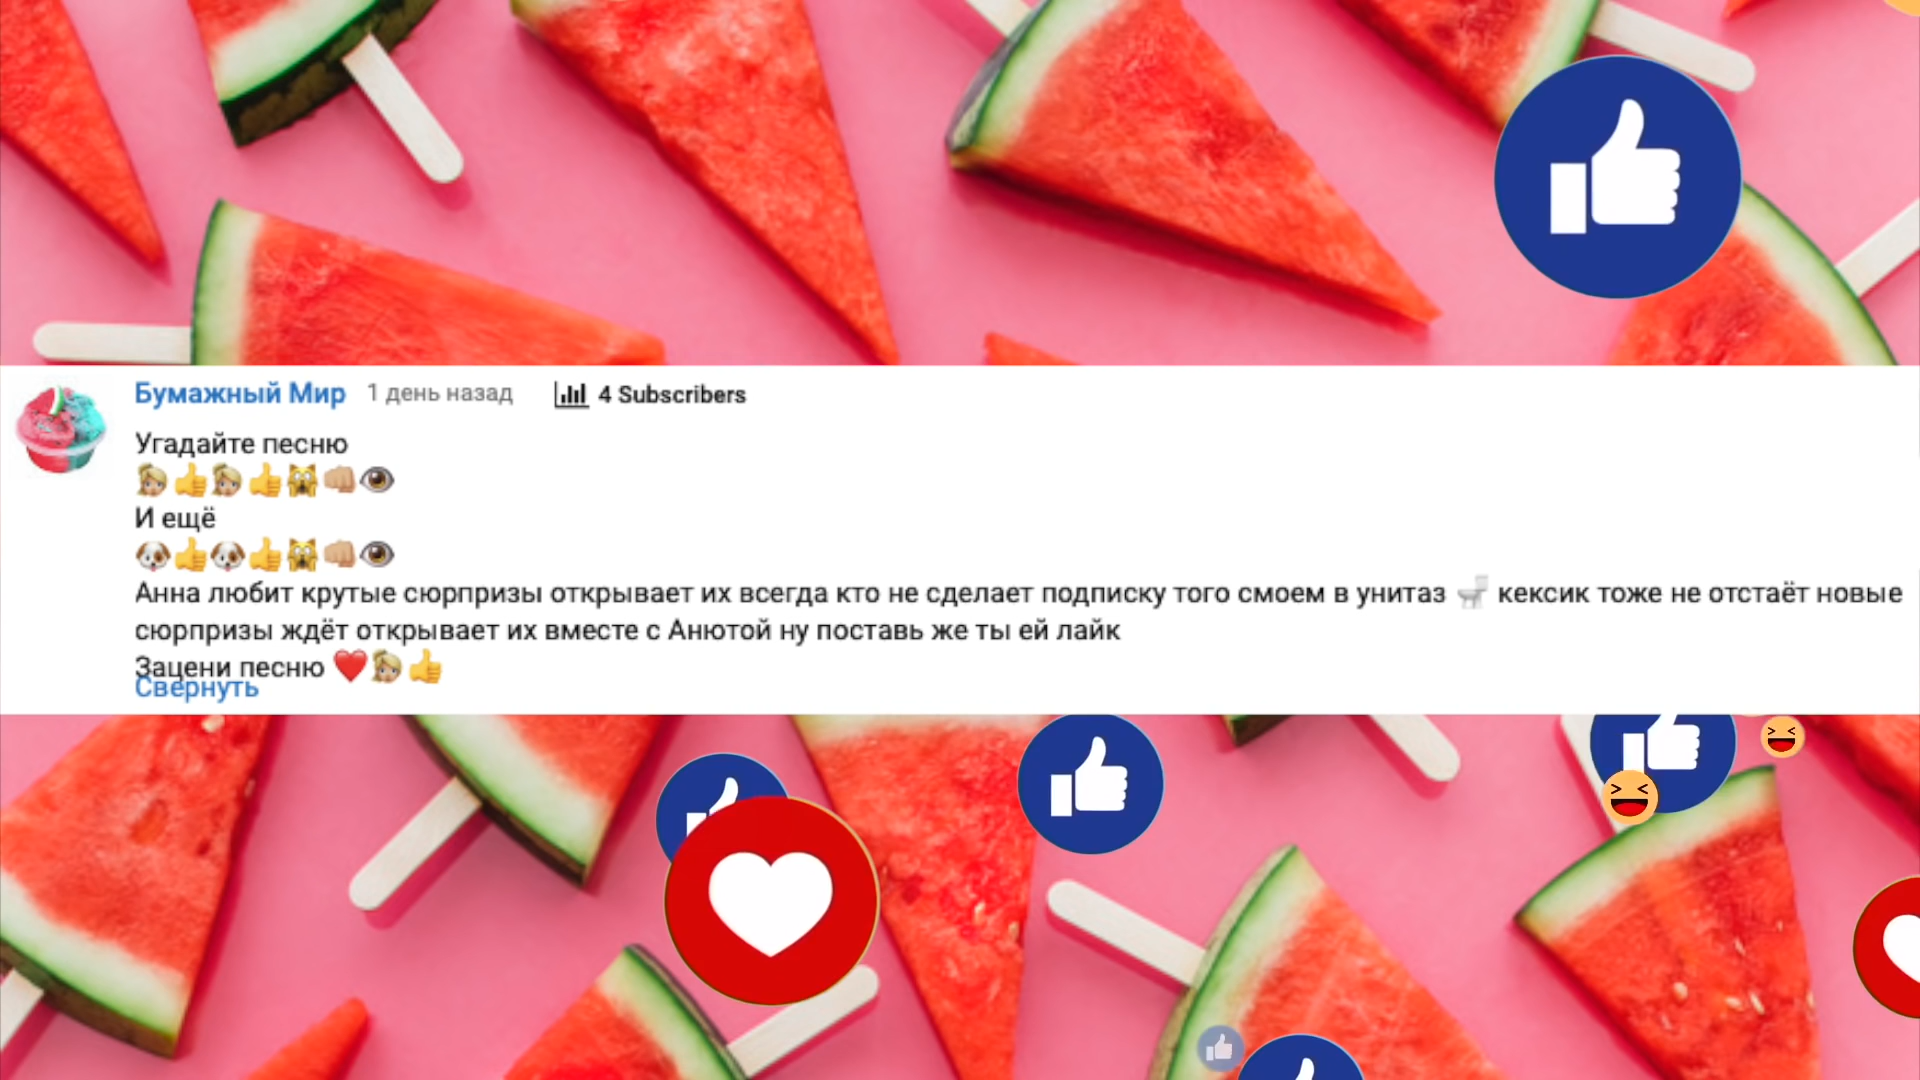 Бумажный Мир 1 день назад 4 Subscribers
Угадайте песню
👧🏼👍👧🏼👍🙀👊🏼👁
И ещё
🐶👍🐶👍🙀👊🏼👁
Анна любит крутые сюрпризы открывает их всегда кто не сделает подписку того смоем в унитаз 🚽 кексик тоже не отстаёт новые
сюрпризы ждёт открывает их вместе с Анютой ну поставь же ты ей лайк
Зацени песню ❤️👧🏼👍
Свернуть